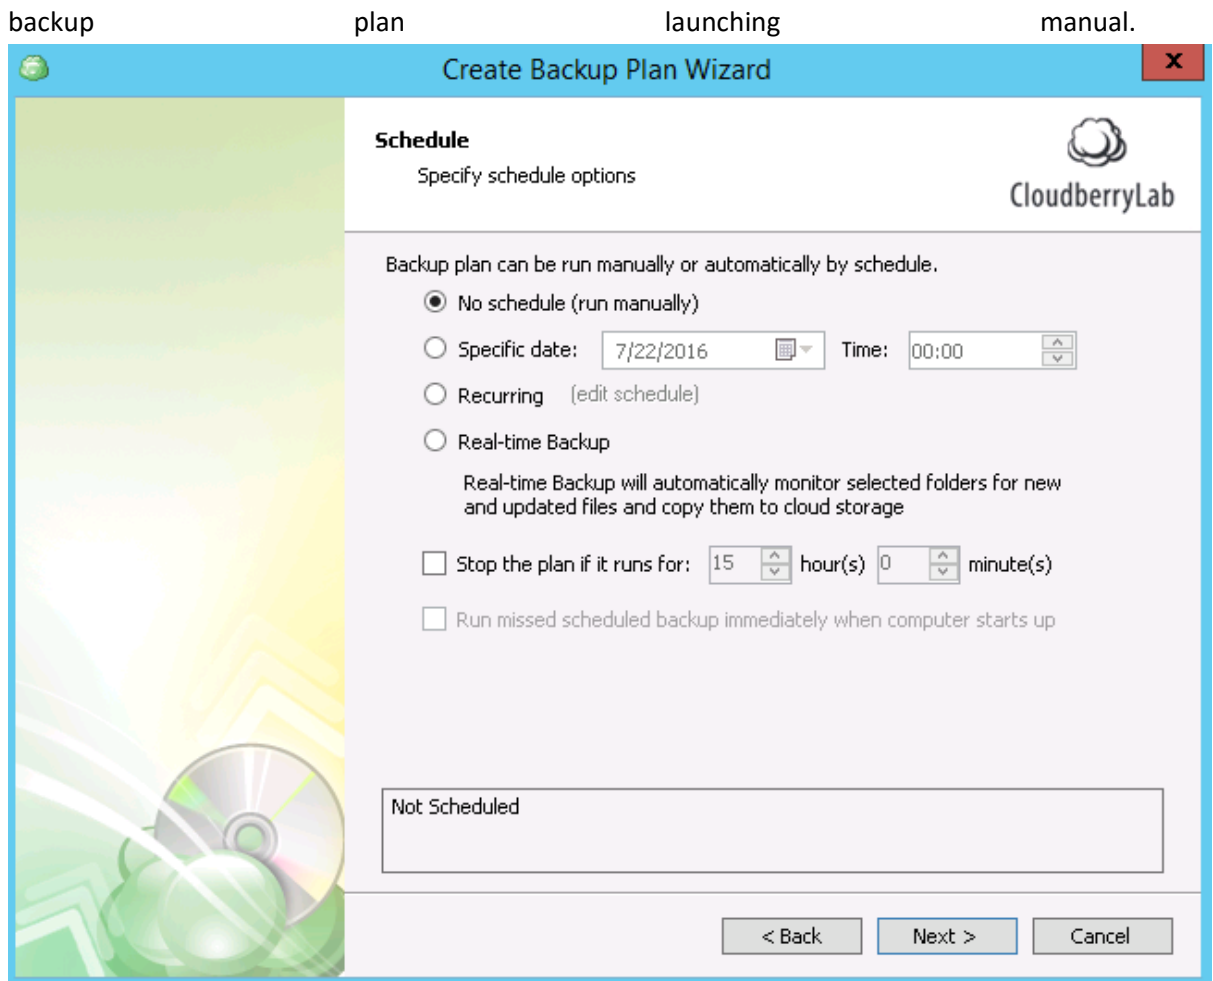 backup plan launching manual.
Create Backup Plan Wizard
x
Schedule
Specify schedule options
CloudberryLab
Backup plan can be run manually or automatically by schedule.
No schedule (run manually)
Specific date: 7/22/2016 Time: 00:00
Recurring (edit schedule)
Real-time Backup
Real-time Backup will automatically monitor selected folders for new
and updated files and copy them to cloud storage
Stop the plan if it runs for: 15 hour(s) 0 minute(s)
Run missed scheduled backup immediately when computer starts up
Not Scheduled
< Back Next > Cancel